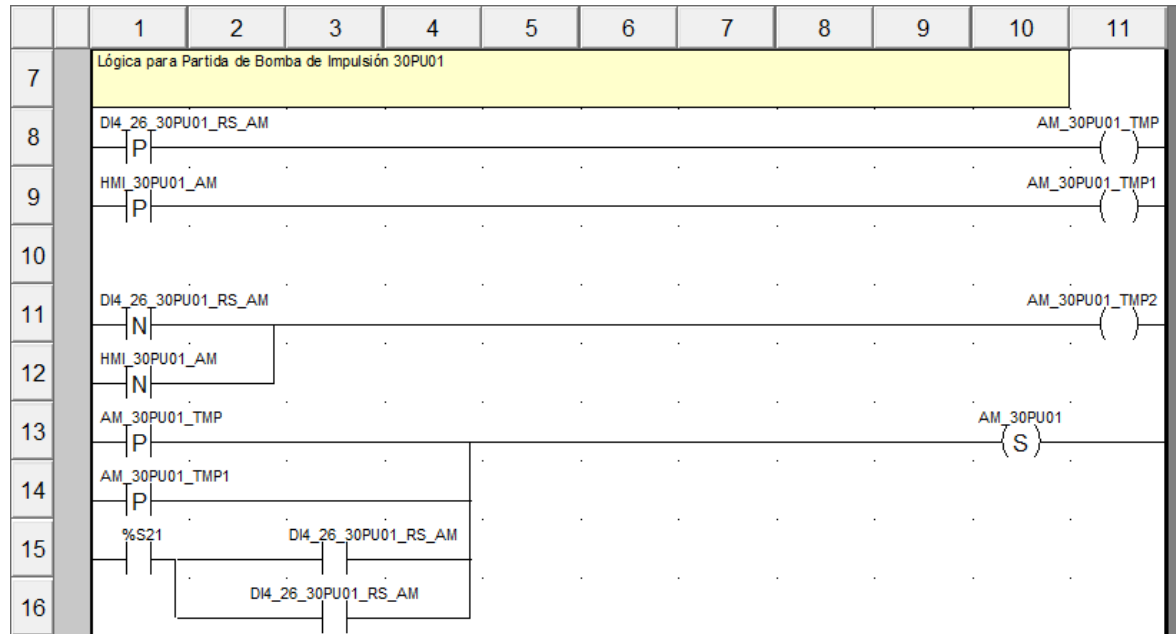 1 2 3 4 5 6 7 8 9 10 11
7 Lógica para Partida de Bomba de Impulsión 30PU01
8 DI4_26_30PU01_RS_AM AM_30PU01_TMP
P ( )
9 HMI_30PU01_AM AM_30PU01_TMP1
P ( )
10
11 DI4_26_30PU01_RS_AM AM_30PU01_TMP2
N ( )
12 HMI_30PU01_AM
N
13 AM_30PU01_TMP AM_30PU01
P (S)
14 AM_30PU01_TMP1
P
15 %S21 DI4_26_30PU01_RS_AM
16 DI4_26_30PU01_RS_AM